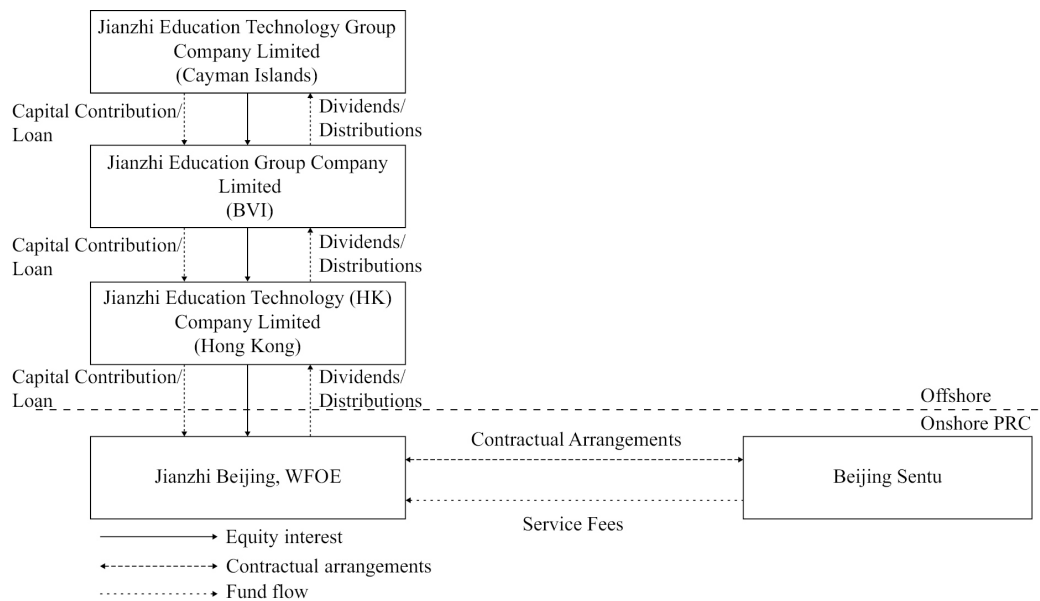 Jianzhi Education Technology Group
Company Limited
(Cayman Islands)
Capital Contribution/
Loan
Dividends/
Distributions
Jianzhi Education Group Company
Limited
(BVI)
Capital Contribution/
Loan
Dividends/
Distributions
Jianzhi Education Technology (HK)
Company Limited
(Hong Kong)
Capital Contribution/
Loan
Dividends/
Distributions
Offshore
Onshore PRC
Jianzhi Beijing, WFOE
Contractual Arrangements
Service Fees
Beijing Sentu
Equity interest
Contractual arrangements
Fund flow